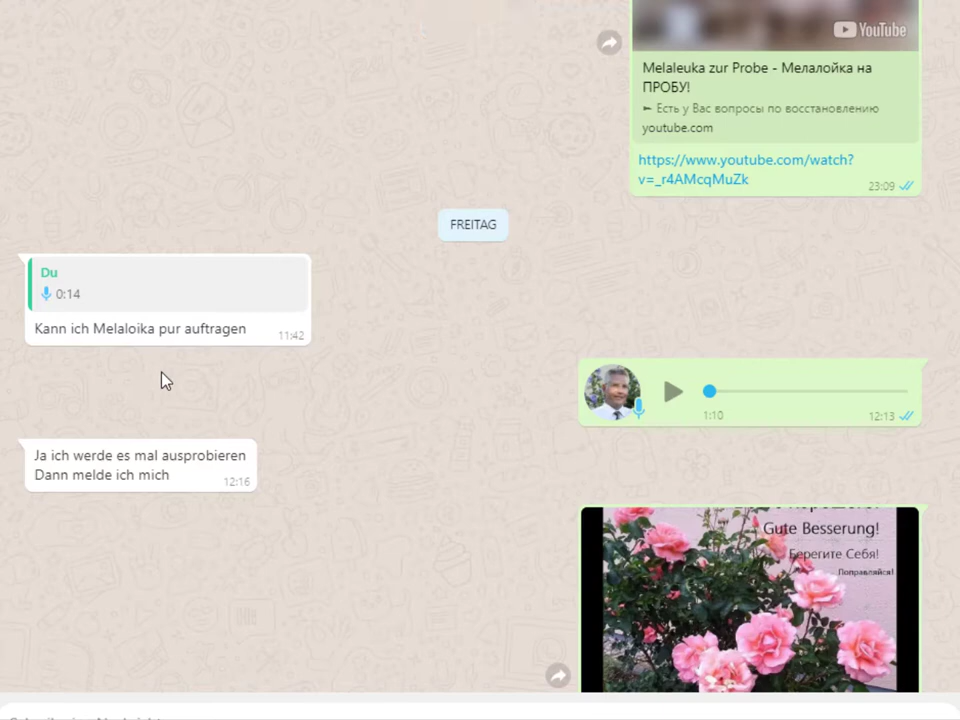 YouTube
Melaleuka zur Probe - Мелалойка на
ПРОБУ!
► Есть у Вас вопросы по восстановлению
youtube.com
https://www.youtube.com/watch?
v=_r4AMcqMuZk
23:09
FREITAG
Du
0:14
Kann ich Melaloika pur auftragen
11:42
1:10
12:13
Ja ich werde es mal ausprobieren
Dann melde ich mich
12:16
Gute Besserung!
Берегите Себя!
Поправляйся!